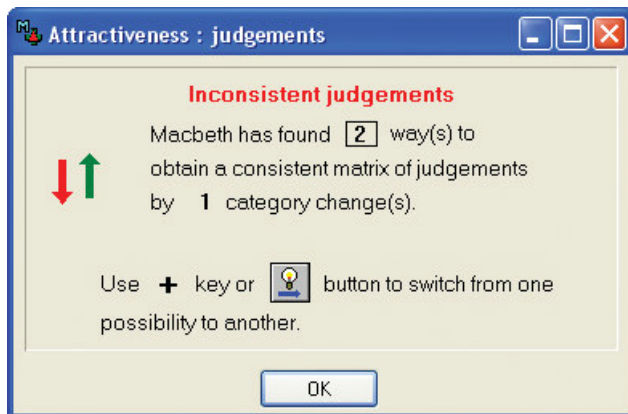 Attractiveness : judgements
Inconsistent judgements
Macbeth has found 2 way(s) to
obtain a consistent matrix of judgements
by 1 category change(s).
Use + key or button to switch from one
possibility to another.
OK